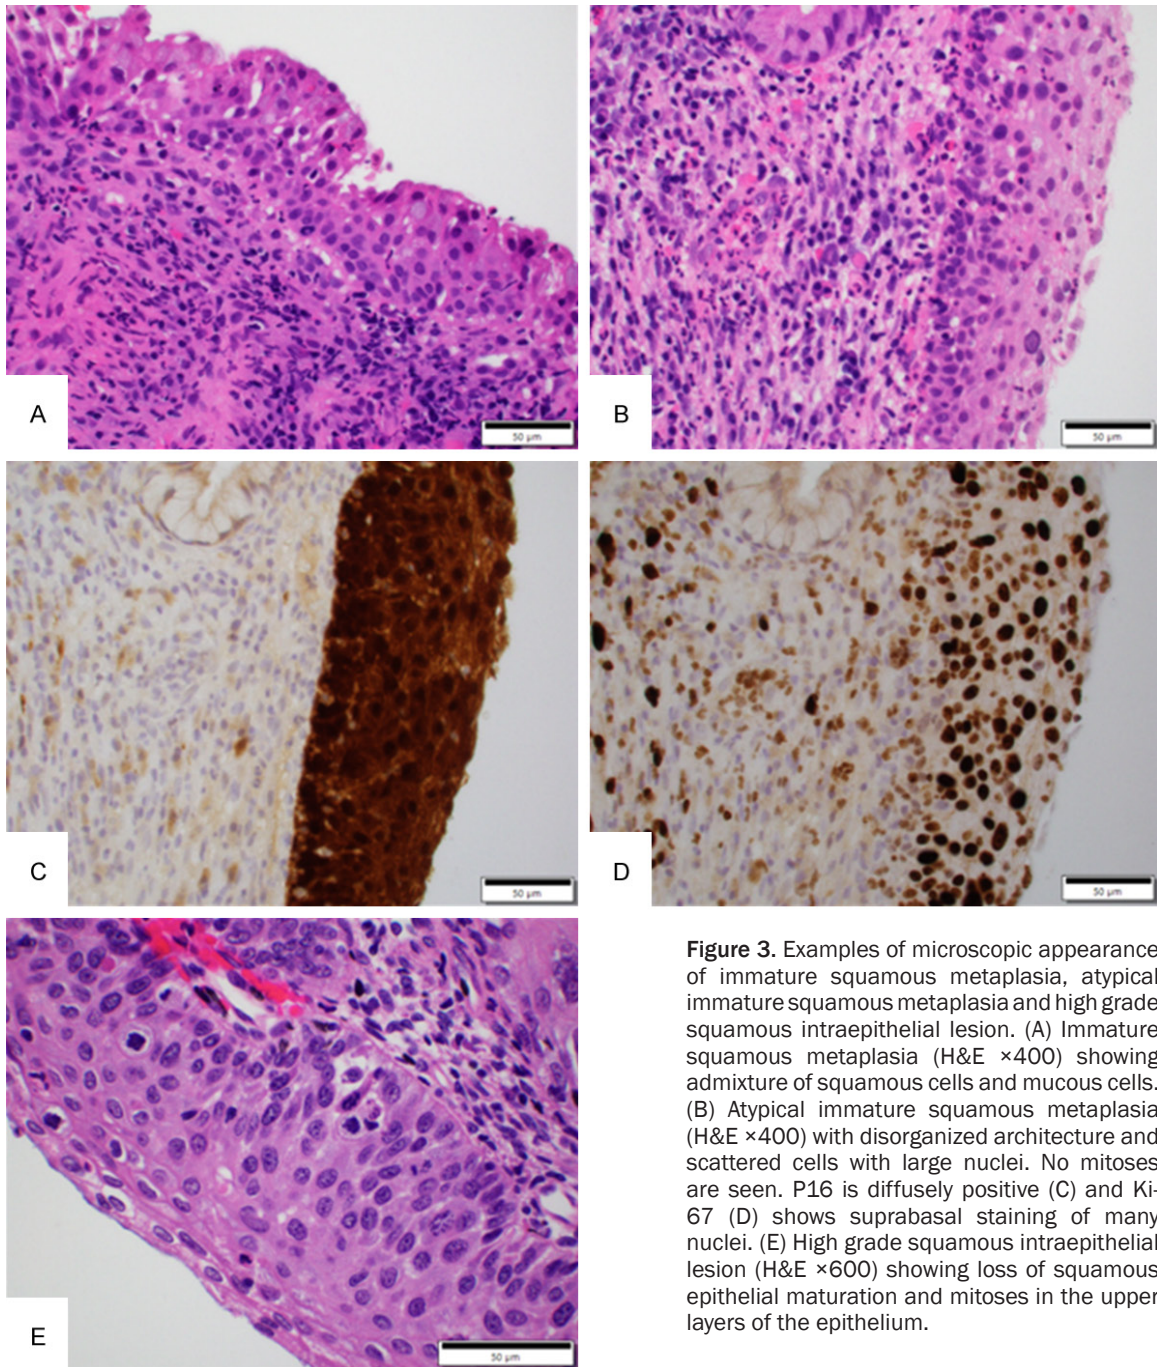 A
50 µm
B
50 µm
C
50 µm
D
50 µm
E
50 µm
Figure 3. Examples of microscopic appearance
of immature squamous metaplasia, atypical
immature squamous metaplasia and high grade
squamous intraepithelial lesion. (A) Immature
squamous metaplasia (H&E ×400) showing
admixture of squamous cells and mucous cells.
(B) Atypical immature squamous metaplasia
(H&E ×400) with disorganized architecture and
scattered cells with large nuclei. No mitoses
are seen. P16 is diffusely positive (C) and Ki-
67 (D) shows suprabasal staining of many
nuclei. (E) High grade squamous intraepithelial
lesion (H&E ×600) showing loss of squamous
epithelial maturation and mitoses in the upper
layers of the epithelium.